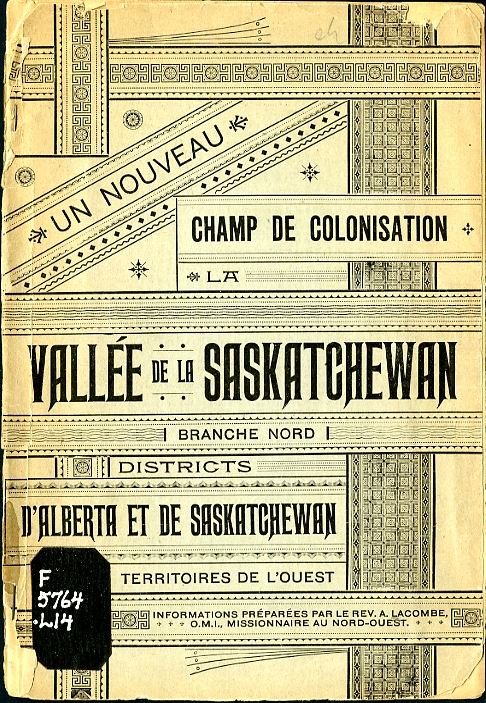 UN NOUVEAU
CHAMP DE COLONISATION
LA
VALLÉE DE LA SASKATCHEWAN
BRANCHE NORD
DISTRICTS
D'ALBERTA ET DE SASKATCHEWAN
TERRITOIRES DE L'OUEST
INFORMATIONS PRÉPARÉES PAR LE REV. A. LACOMBE,
O.M.I., MISSIONNAIRE AU NORD-OUEST.
F
5764
.L14